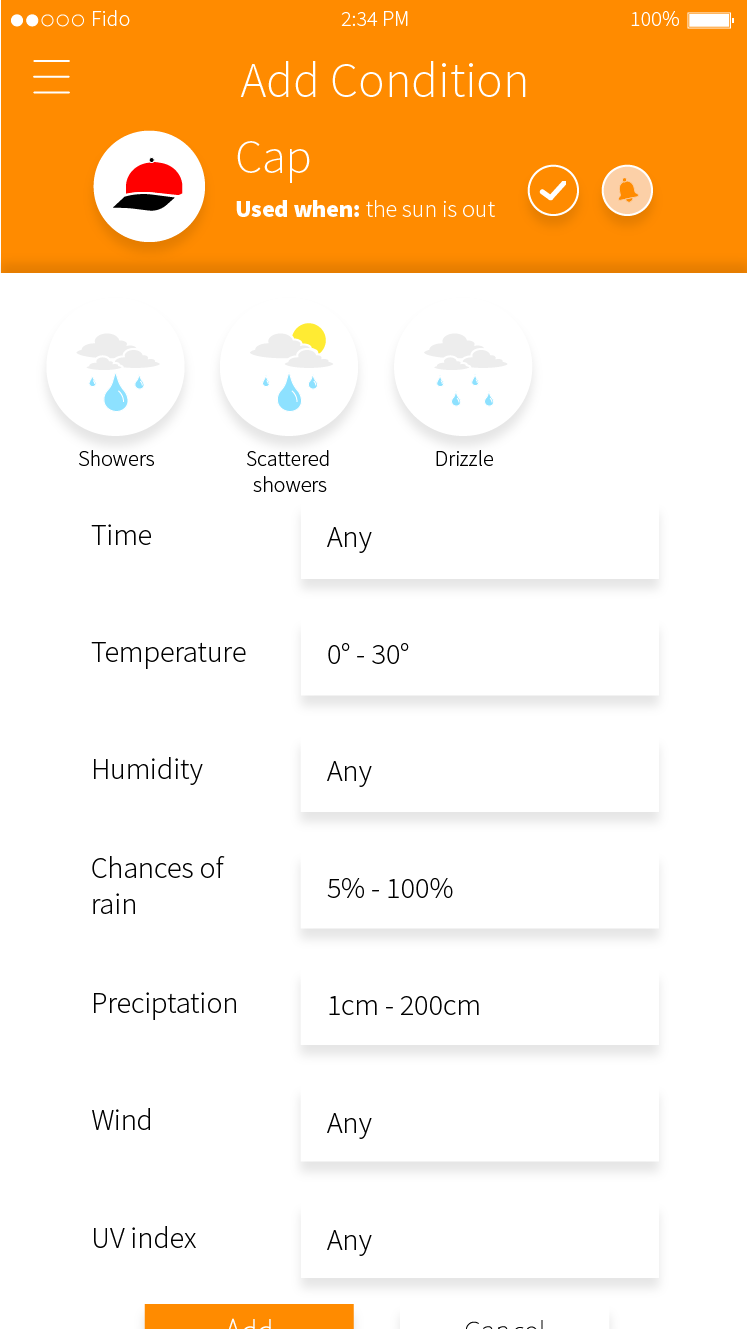 Fido 2:34 PM 100%
Add Condition
Cap
Used when: the sun is out
Showers
Scattered
showers
Drizzle
Time
Any
Temperature
0° - 30°
Humidity
Any
Chances of
rain
5% - 100%
Preciptation
1cm - 200cm
Wind
Any
UV index
Any
Add
Cancel